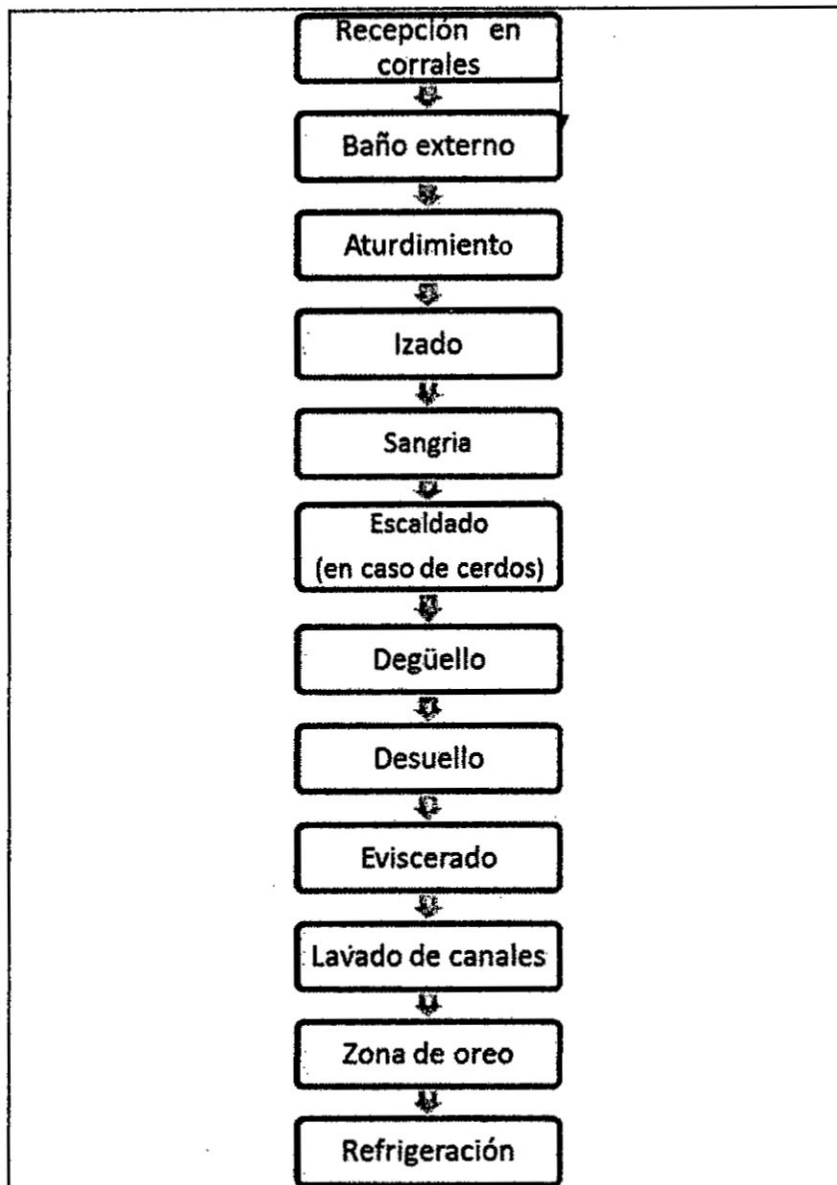 Recepción en
corrales
Baño externo
Aturdimiento
Izado
Sangria
Escaldado
(en caso de cerdos)
Degüello
Desuello
Eviscerado
Lavado de canales
Zona de oreo
Refrigeración